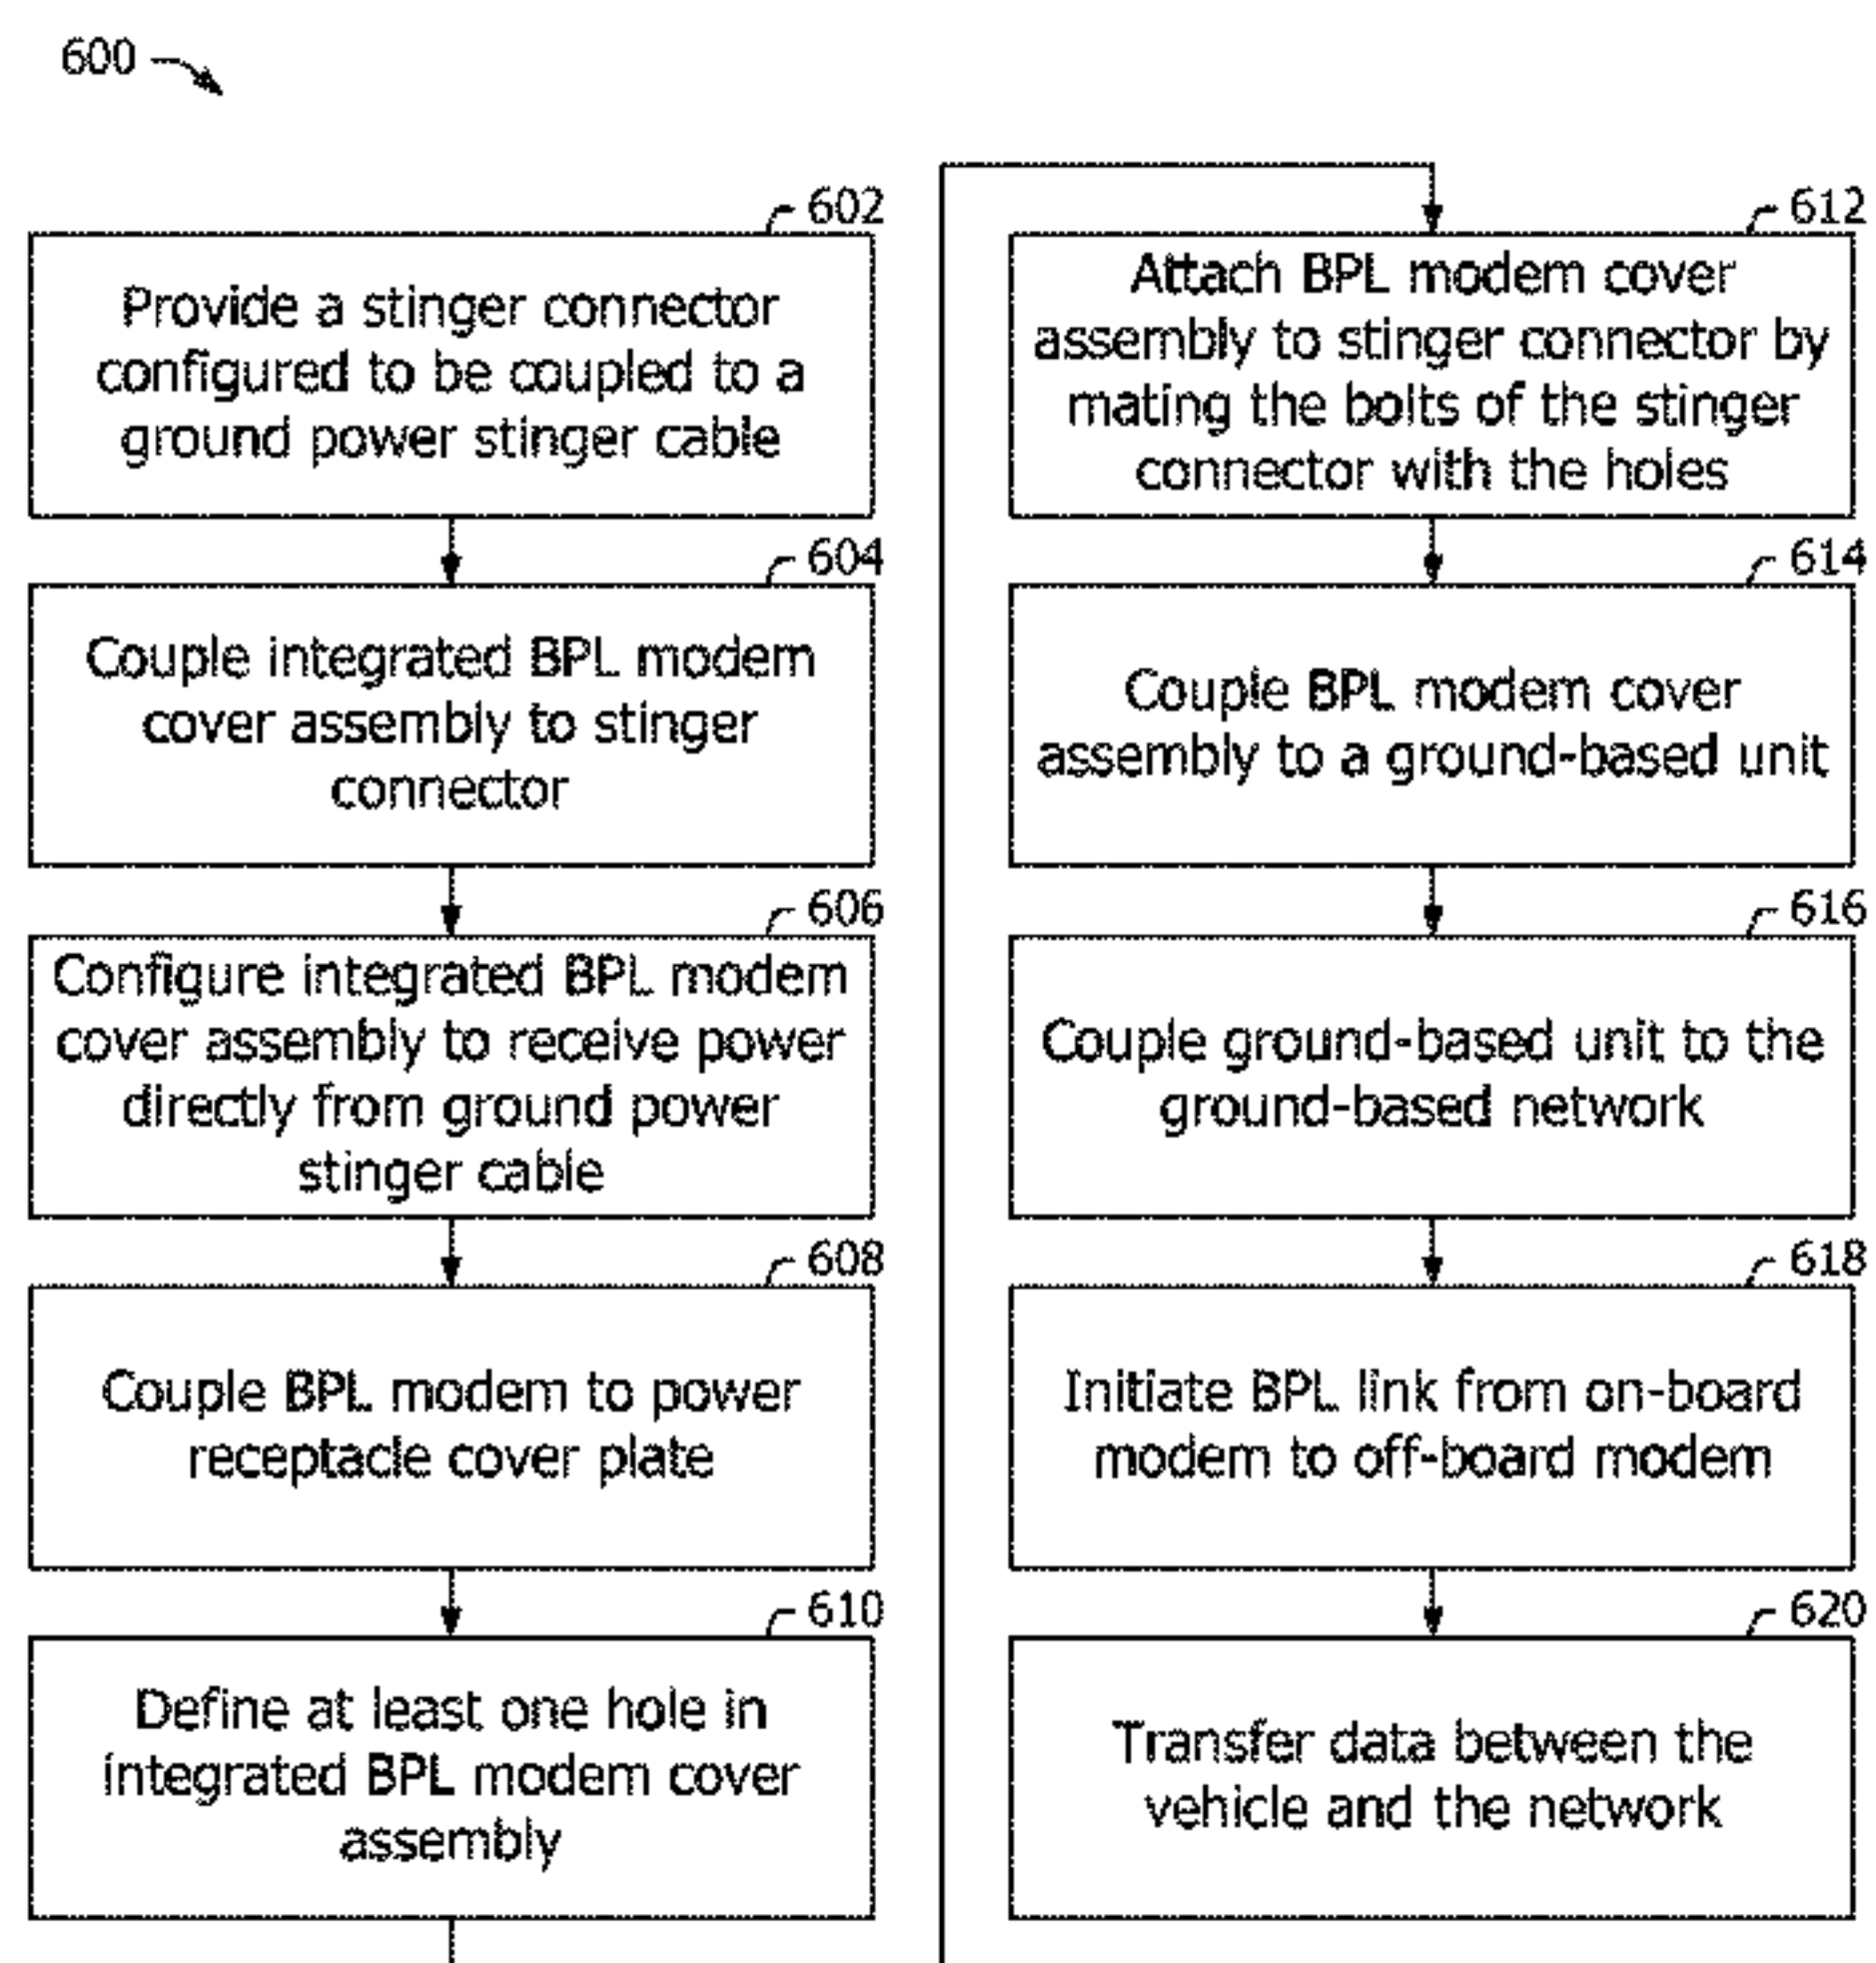 600
602
Provide a stinger connector
configured to be coupled to a
ground power stinger cable
604
Couple integrated BPL modem
cover assembly to stinger
connector
606
Configure integrated BPL modem
cover assembly to receive power
directly from ground power
stinger cable
608
Couple BPL modem to power
receptacle cover plate
610
Define at least one hole in
integrated BPL modem cover
assembly
612
Attach BPL modem cover
assembly to stinger connector by
mating the bolts of the stinger
connector with the holes
614
Couple BPL modem cover
assembly to a ground-based unit
616
Couple ground-based unit to the
ground-based network
618
Initiate BPL link from on-board
modem to off-board modem
620
Transfer data between the
vehicle and the network